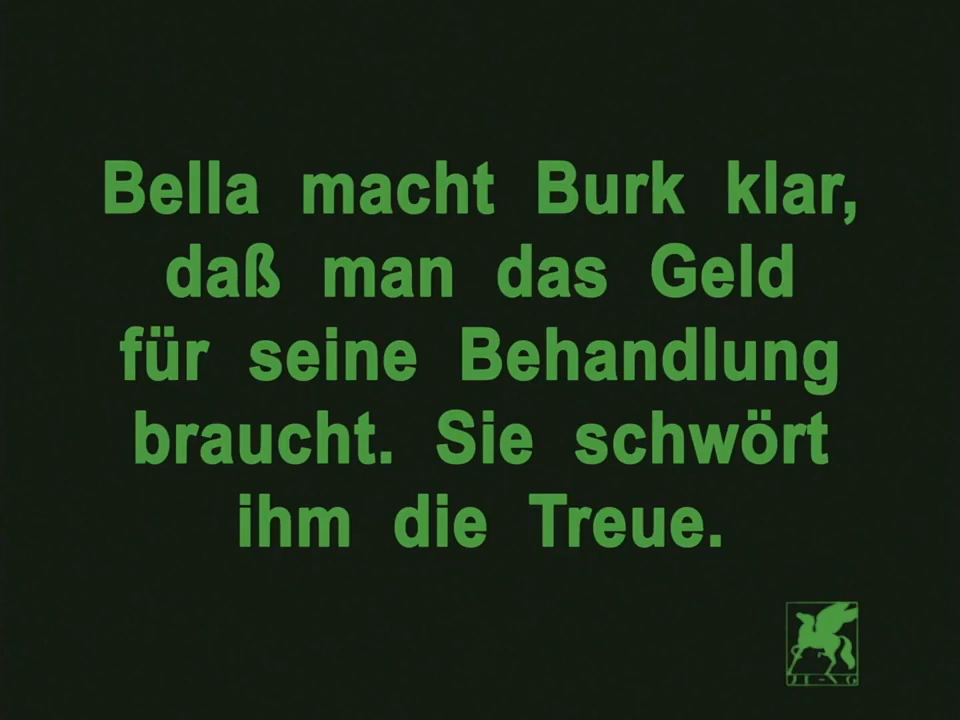 Bella macht Burk klar,
daß man das Geld
für seine Behandlung
braucht. Sie schwört
ihm die Treue.